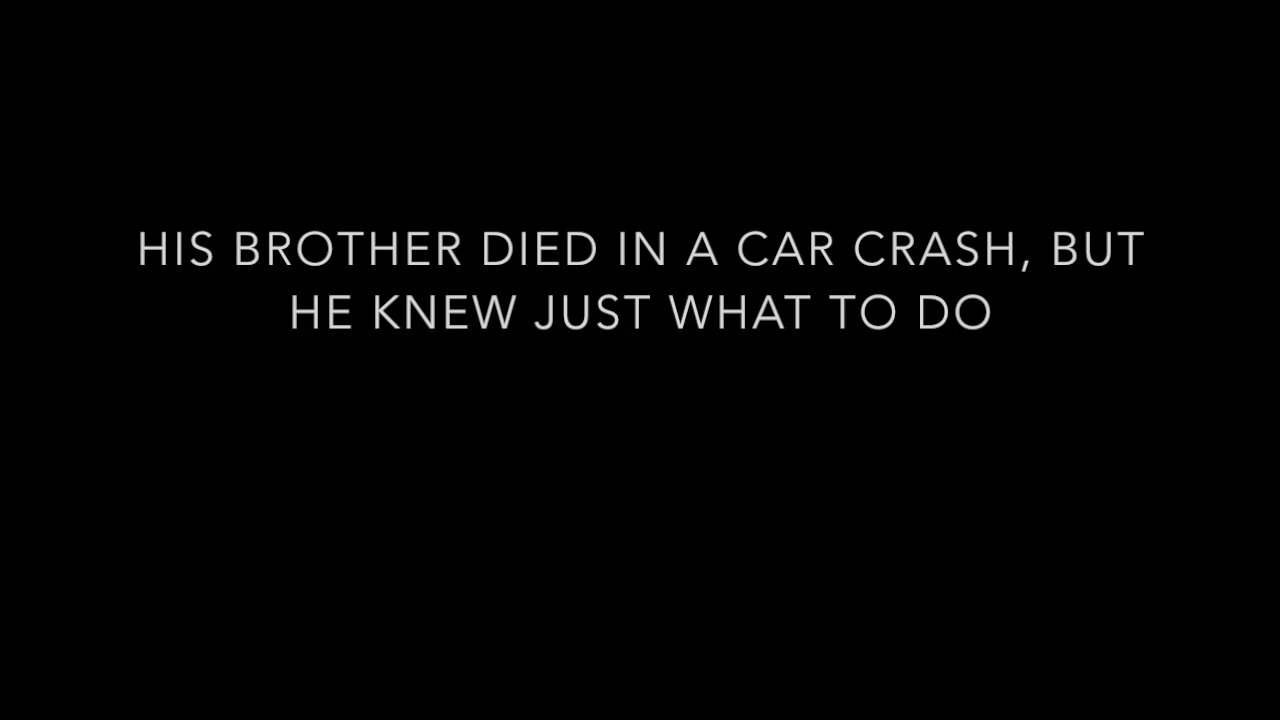 HIS BROTHER DIED IN A CAR CRASH, BUT
HE KNEW JUST WHAT TO DO